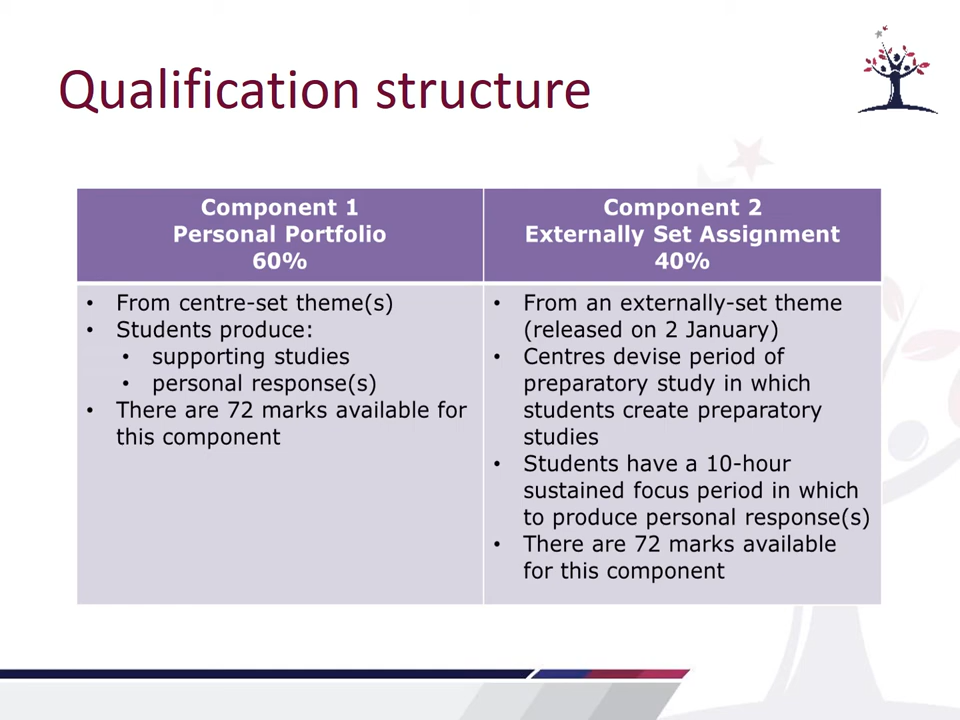 Qualification structure
Component 1
Personal Portfolio
60%
• From centre-set theme(s)
• Students produce:
• supporting studies
• personal response(s)
• There are 72 marks available for
this component
Component 2
Externally Set Assignment
40%
• From an externally-set theme
(released on 2 January)
• Centres devise period of
preparatory study in which
students create preparatory
studies
• Students have a 10-hour
sustained focus period in which
to produce personal response(s)
• There are 72 marks available
for this component